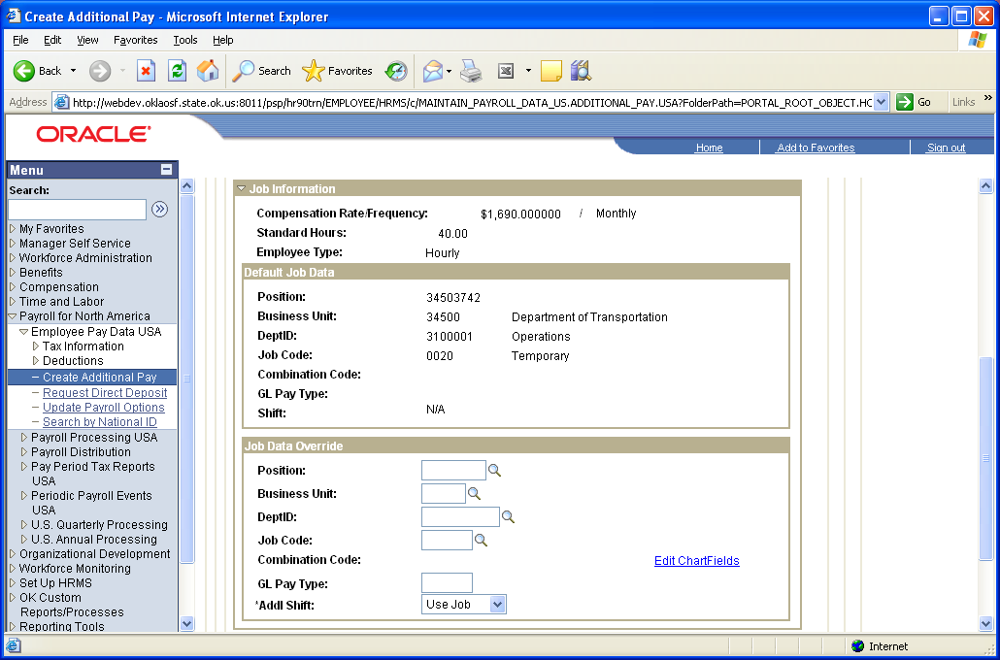 Create Additional Pay - Microsoft Internet Explorer
File Edit View Favorites Tools Help
Back Search Favorites
Address http://webdev.oklaosf.state.ok.us:8011/psp/hr90trn/EMPLOYEE/HRMS/c/MAINTAIN_PAYROLL_DATA_US.ADDITIONAL_PAY.USA?FolderPath=PORTAL_ROOT_OBJECT.HC Go Links »
ORACLE
Home Add to Favorites Sign out
Menu
Search:
My Favorites
Manager Self Service
Workforce Administration
Benefits
Compensation
Time and Labor
Payroll for North America
Employee Pay Data USA
Tax Information
Deductions
– Create Additional Pay
– Request Direct Deposit
– Update Payroll Options
– Search by National ID
Payroll Processing USA
Payroll Distribution
Pay Period Tax Reports
USA
Periodic Payroll Events
USA
U.S. Quarterly Processing
U.S. Annual Processing
Organizational Development
Workforce Monitoring
Set Up HRMS
OK Custom
Reports/Processes
Reporting Tools
Job Information
Compensation Rate/Frequency: $1,690.000000 / Monthly
Standard Hours: 40.00
Employee Type: Hourly
Default Job Data
Position: 34503742
Business Unit: 34500 Department of Transportation
DeptID: 3100001 Operations
Job Code: 0020 Temporary
Combination Code:
GL Pay Type:
Shift: N/A
Job Data Override
Position:
Business Unit:
DeptID:
Job Code:
Combination Code: Edit ChartFields
GL Pay Type:
*Addl Shift: Use Job
Internet